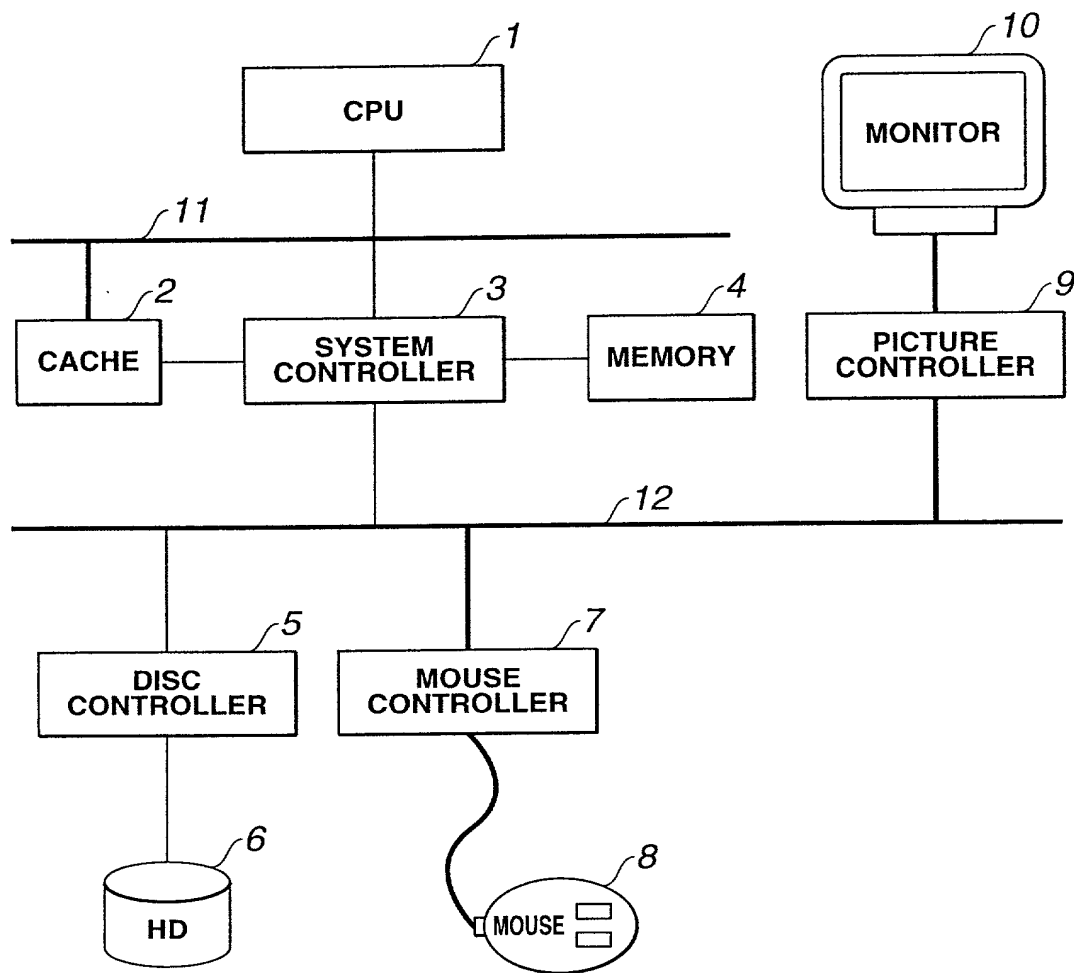 1
10
CPU
MONITOR
11
2
3
4
9
CACHE
SYSTEM
CONTROLLER
MEMORY
PICTURE
CONTROLLER
12
5
7
DISC
CONTROLLER
MOUSE
CONTROLLER
6
8
HD
MOUSE